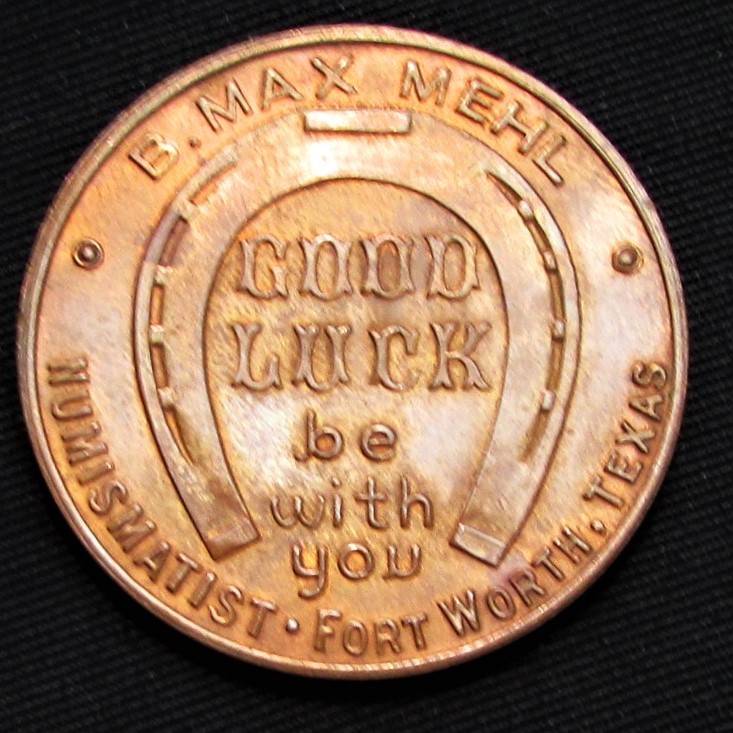 B. MAX MEHL
GOOD
LUCK
be
with
you
NUMISMATIST · FORT WORTH, TEXAS